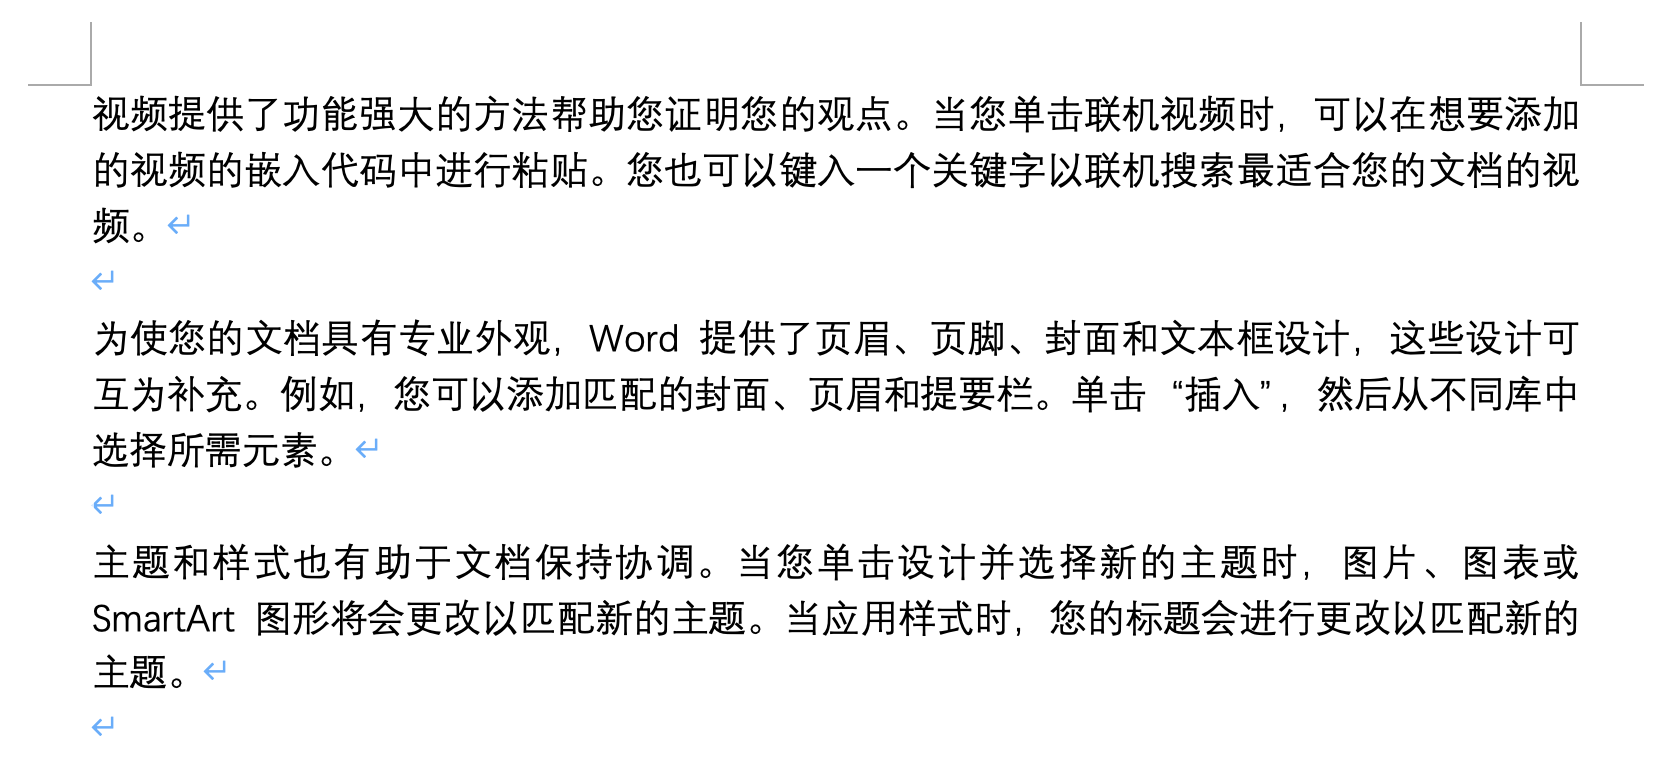 视频提供了功能强大的方法帮助您证明您的观点。当您单击联机视频时，可以在想要添加
的视频的嵌入代码中进行粘贴。您也可以键入一个关键字以联机搜索最适合您的文档的视
频。
为使您的文档具有专业外观，Word 提供了页眉、页脚、封面和文本框设计，这些设计可
互为补充。例如，您可以添加匹配的封面、页眉和提要栏。单击 “插入”，然后从不同库中
选择所需元素。
主题和样式也有助于文档保持协调。当您单击设计并选择新的主题时，图片、图表或
SmartArt 图形将会更改以匹配新的主题。当应用样式时，您的标题会进行更改以匹配新的
主题。